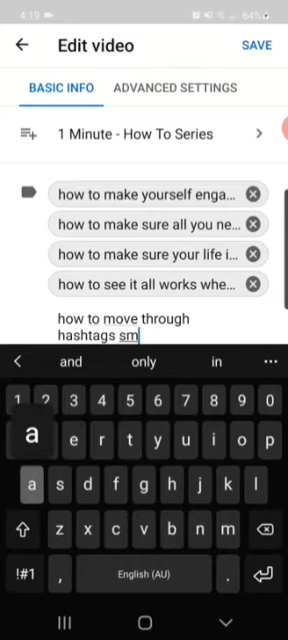 4:19
64%
Edit video
SAVE
BASIC INFO
ADVANCED SETTINGS
1 Minute - How To Series
how to make yourself enga...
how to make sure all you ne...
how to make sure your life i...
how to see it all works whe...
how to move through
hashtags sm
and only in
1 2 3 4 5 6 7 8 9 0
a e r t y u i o p
a s d f g h j k l
z x c v b n m
!#1 , English (AU) .